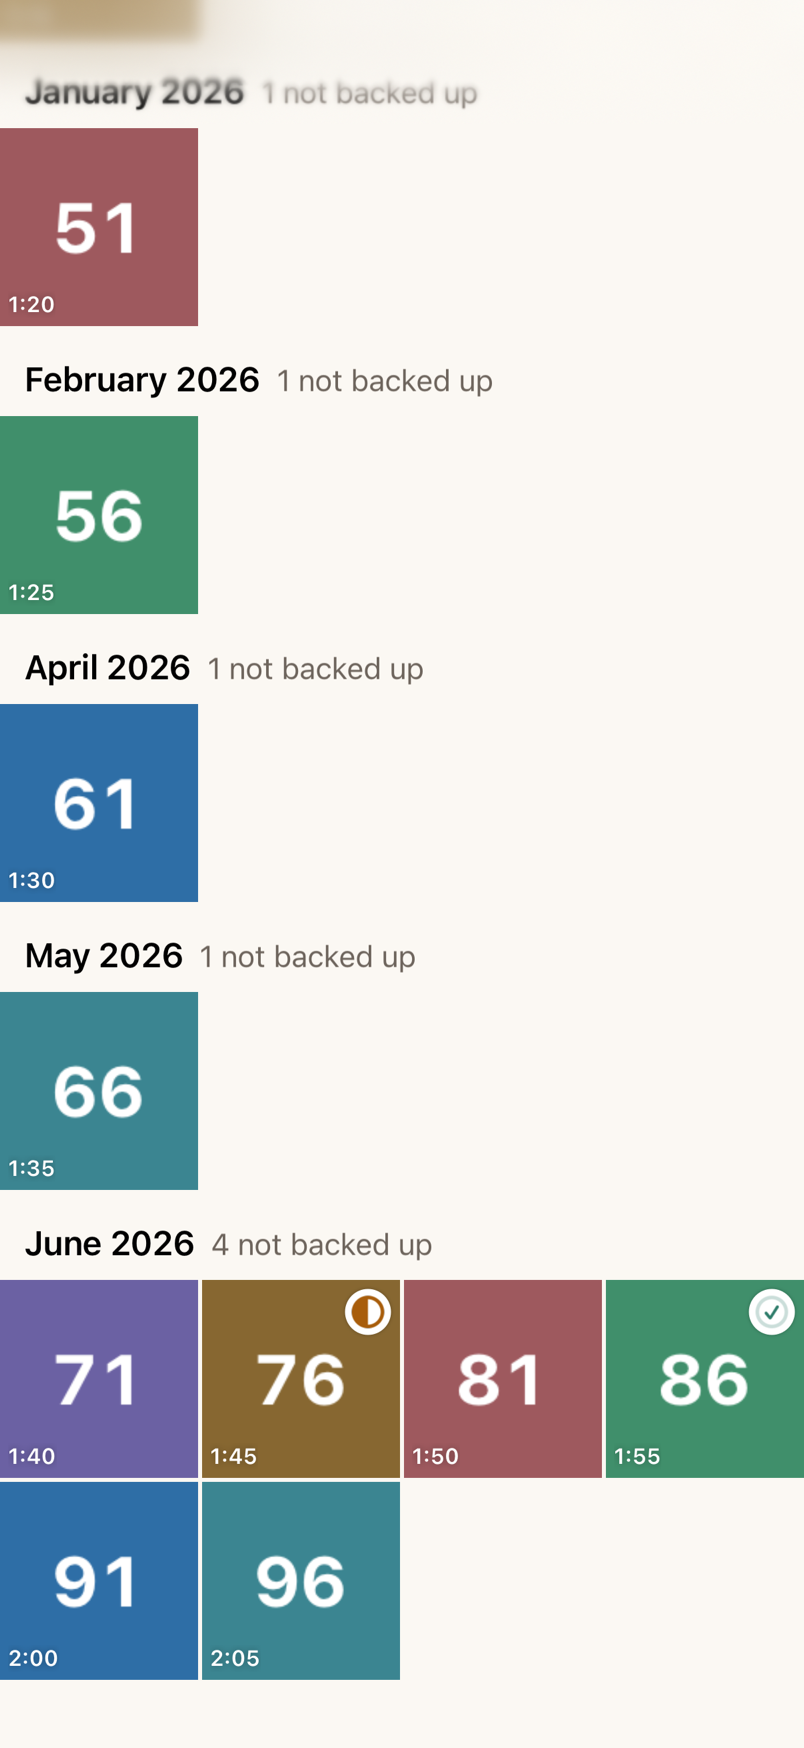 January 2026 1 not backed up
51
1:20
February 2026 1 not backed up
56
1:25
April 2026 1 not backed up
61
1:30
May 2026 1 not backed up
66
1:35
June 2026 4 not backed up
71 76 81 86
1:40 1:45 1:50 1:55
91 96
2:00 2:05